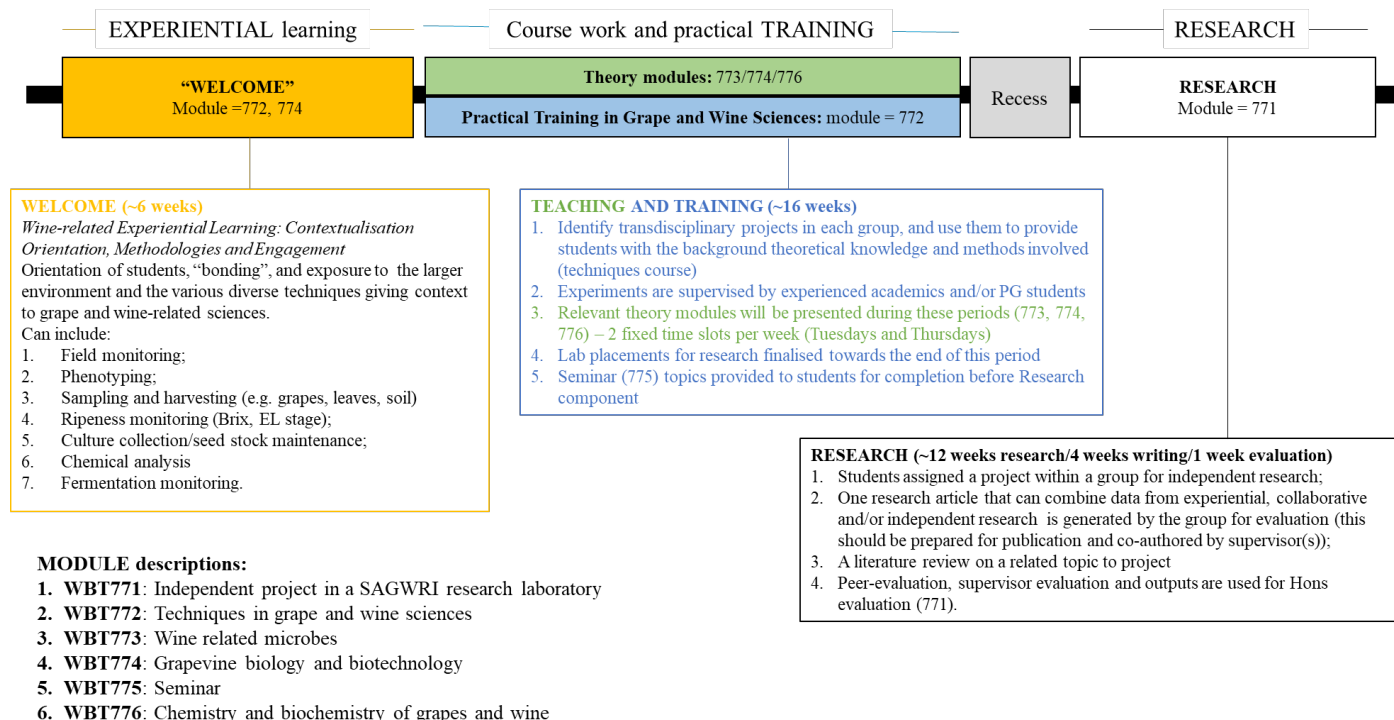 EXPERIENTIAL learning
Course work and practical TRAINING
RESEARCH
“WELCOME”
Module =772, 774
Theory modules: 773/774/776
Practical Training in Grape and Wine Sciences: module = 772
Recess
RESEARCH
Module = 771
WELCOME (~6 weeks)
Wine-related Experiential Learning: Contextualisation
Orientation, Methodologies and Engagement
Orientation of students, “bonding”, and exposure to the larger
environment and the various diverse techniques giving context
to grape and wine-related sciences.
Can include:
1. Field monitoring;
2. Phenotyping;
3. Sampling and harvesting (e.g. grapes, leaves, soil)
4. Ripeness monitoring (Brix, EL stage);
5. Culture collection/seed stock maintenance;
6. Chemical analysis
7. Fermentation monitoring.
TEACHING AND TRAINING (~16 weeks)
1. Identify transdisciplinary projects in each group, and use them to provide
students with the background theoretical knowledge and methods involved
(techniques course)
2. Experiments are supervised by experienced academics and/or PG students
3. Relevant theory modules will be presented during these periods (773, 774,
776) – 2 fixed time slots per week (Tuesdays and Thursdays)
4. Lab placements for research finalised towards the end of this period
5. Seminar (775) topics provided to students for completion before Research
component
RESEARCH (~12 weeks research/4 weeks writing/1 week evaluation)
1. Students assigned a project within a group for independent research;
2. One research article that can combine data from experiential, collaborative
and/or independent research is generated by the group for evaluation (this
should be prepared for publication and co-authored by supervisor(s));
3. A literature review on a related topic to project
4. Peer-evaluation, supervisor evaluation and outputs are used for Hons
evaluation (771).
MODULE descriptions:
1. WBT771: Independent project in a SAGWRI research laboratory
2. WBT772: Techniques in grape and wine sciences
3. WBT773: Wine related microbes
4. WBT774: Grapevine biology and biotechnology
5. WBT775: Seminar
6. WBT776: Chemistry and biochemistry of grapes and wine